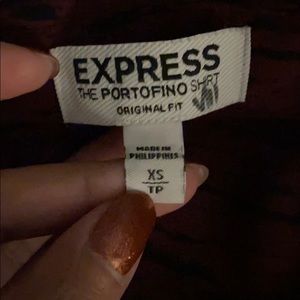 EXPRESS
THE PORTOFINO SHIRT
ORIGINAL FIT
MADE IN
PHILIPPINES
XS
TP